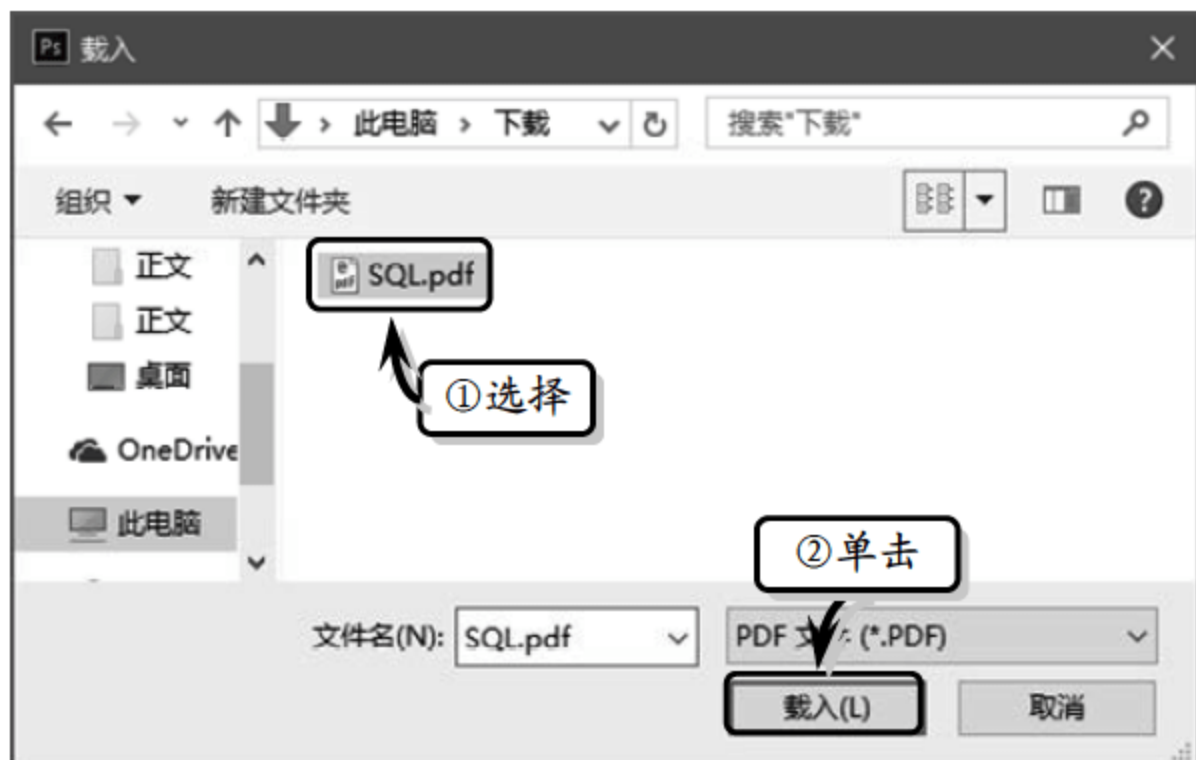 Ps 载入
此电脑 > 下载 搜索"下载"
组织 新建文件夹
正文 SQL.pdf
正文
桌面 ①选择
OneDrive
此电脑
②单击
文件名(N): SQL.pdf PDF 文 (*.PDF)
载入(L) 取消